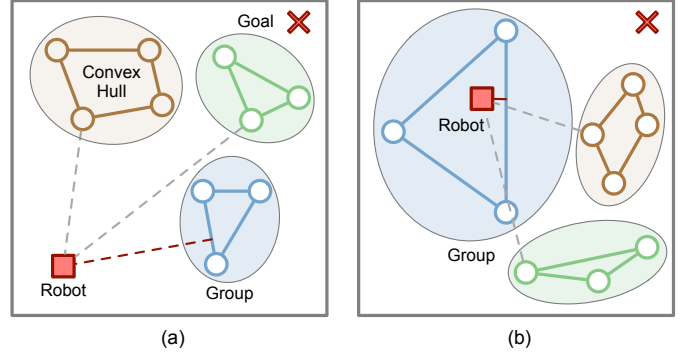 Goal
Convex
Hull
Robot
Group
(a)
Robot
Group
(b)